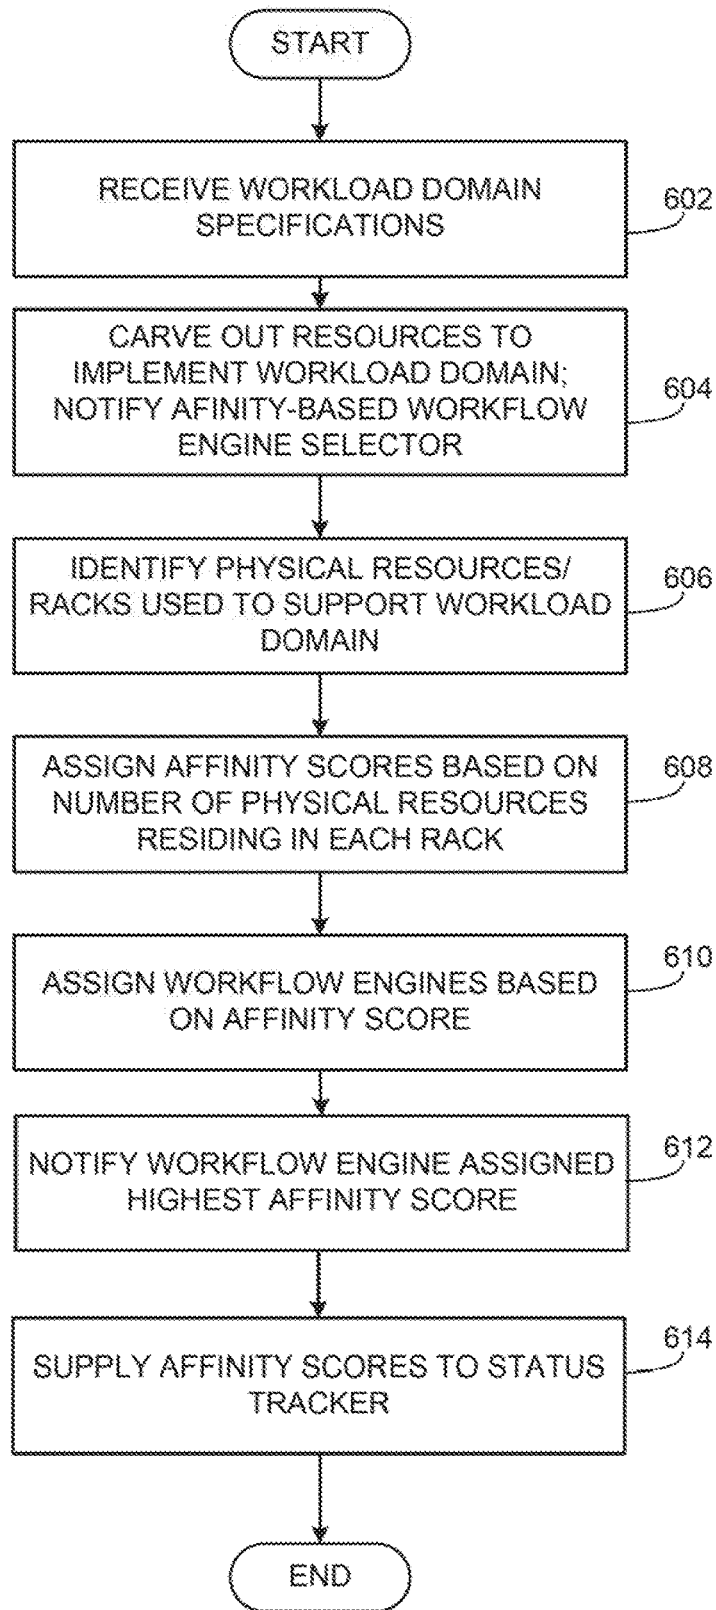 START
RECEIVE WORKLOAD DOMAIN
SPECIFICATIONS
602
CARVE OUT RESOURCES TO
IMPLEMENT WORKLOAD DOMAIN;
NOTIFY AFINITY-BASED WORKFLOW
ENGINE SELECTOR
604
IDENTIFY PHYSICAL RESOURCES/
RACKS USED TO SUPPORT WORKLOAD
DOMAIN
606
ASSIGN AFFINITY SCORES BASED ON
NUMBER OF PHYSICAL RESOURCES
RESIDING IN EACH RACK
608
ASSIGN WORKFLOW ENGINES BASED
ON AFFINITY SCORE
610
NOTIFY WORKFLOW ENGINE ASSIGNED
HIGHEST AFFINITY SCORE
612
SUPPLY AFFINITY SCORES TO STATUS
TRACKER
614
END